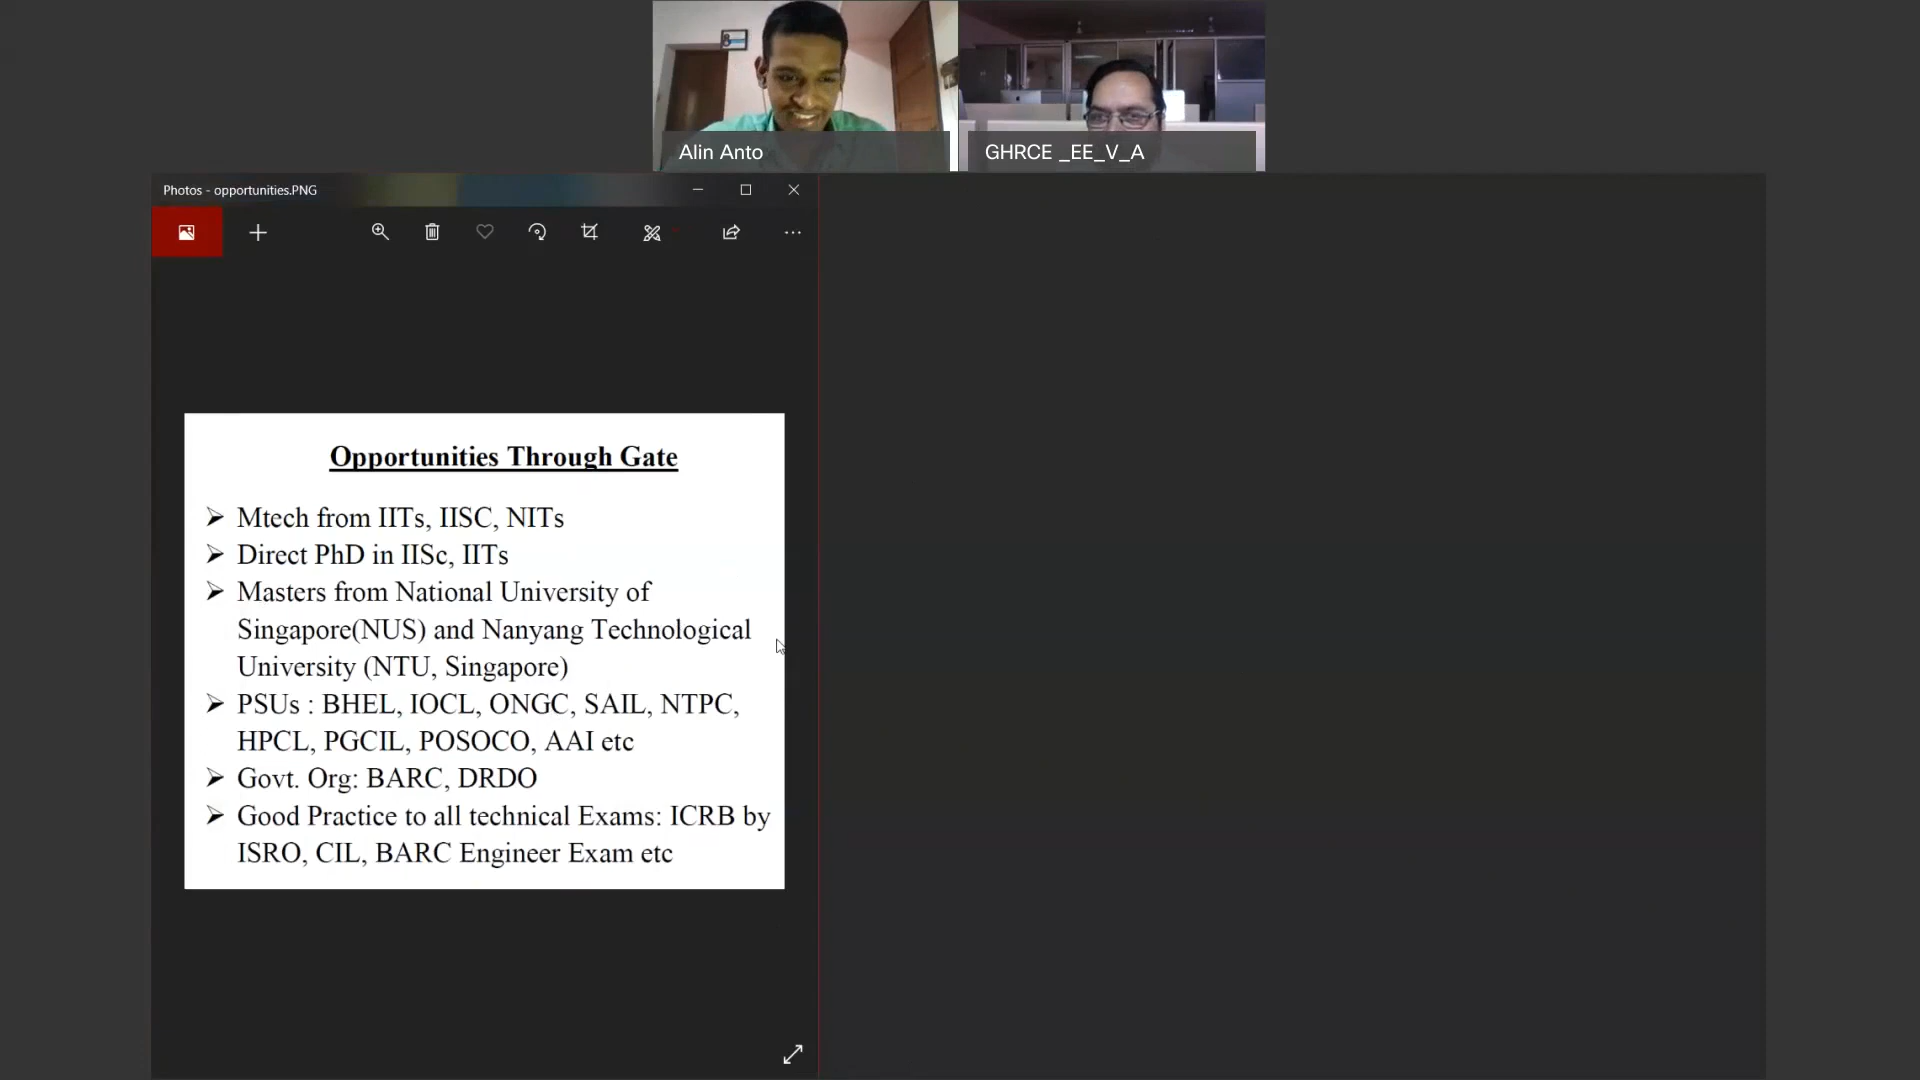 Alin Anto
GHRCE _EE_V_A
Photos - opportunities.PNG
Opportunities Through Gate
➢ Mtech from IITs, IISC, NITs
➢ Direct PhD in IISc, IITs
➢ Masters from National University of
Singapore(NUS) and Nanyang Technological
University (NTU, Singapore)
➢ PSUs : BHEL, IOCL, ONGC, SAIL, NTPC,
HPCL, PGCIL, POSOCO, AAI etc
➢ Govt. Org: BARC, DRDO
➢ Good Practice to all technical Exams: ICRB by
ISRO, CIL, BARC Engineer Exam etc